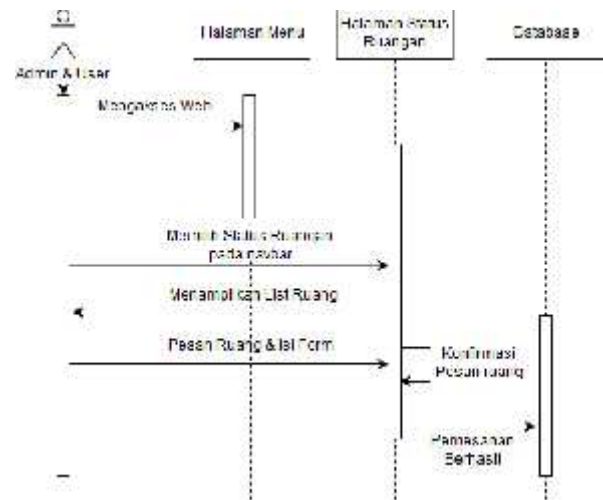 Halaman Menu
Halaman Status
Ruangan
Database
Admin & User
Mengakses Web
Memilih Status Ruangan
pada navbar
Menampilkan List Ruang
Pesan Ruang & Isi Form
Konfirmasi
Pesan ruang
Pemesanan
Berhasil